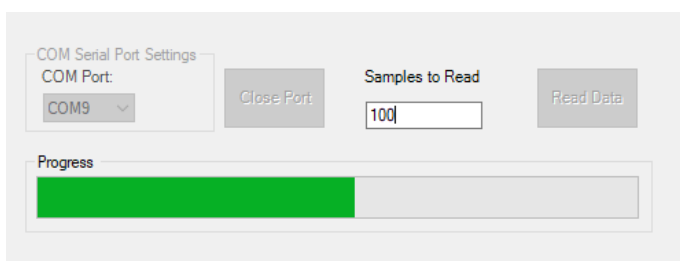 COM Serial Port Settings
COM Port:
COM9
Close Port
Samples to Read
100
Read Data
Progress